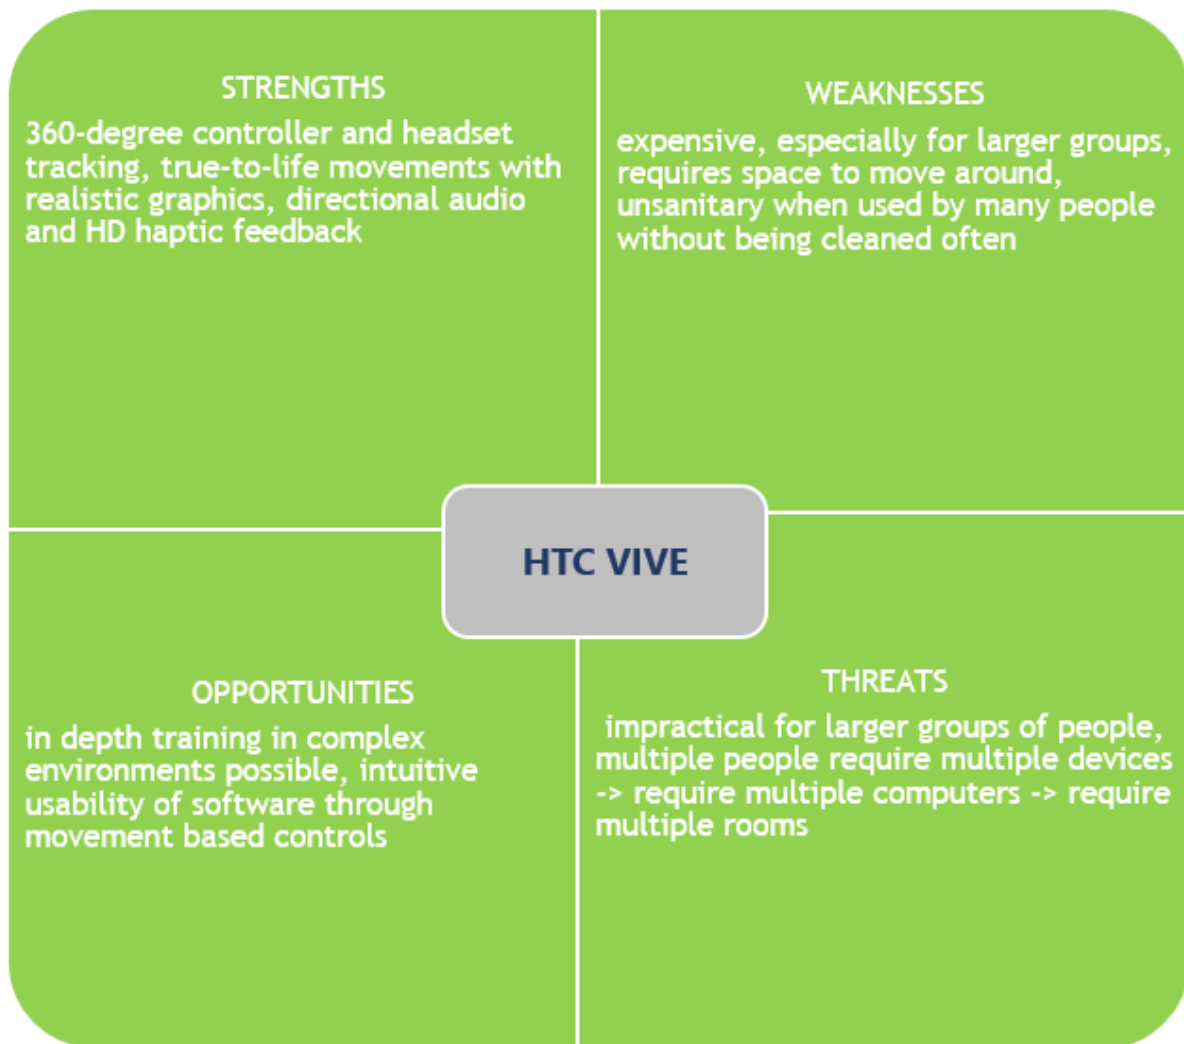 STRENGTHS
360-degree controller and headset
tracking, true-to-life movements with
realistic graphics, directional audio
and HD haptic feedback
WEAKNESSES
expensive, especially for larger groups,
requires space to move around,
unsanitary when used by many people
without being cleaned often
HTC VIVE
OPPORTUNITIES
in depth training in complex
environments possible, intuitive
usability of software through
movement based controls
THREATS
impractical for larger groups of people,
multiple people require multiple devices
-> require multiple computers -> require
multiple rooms